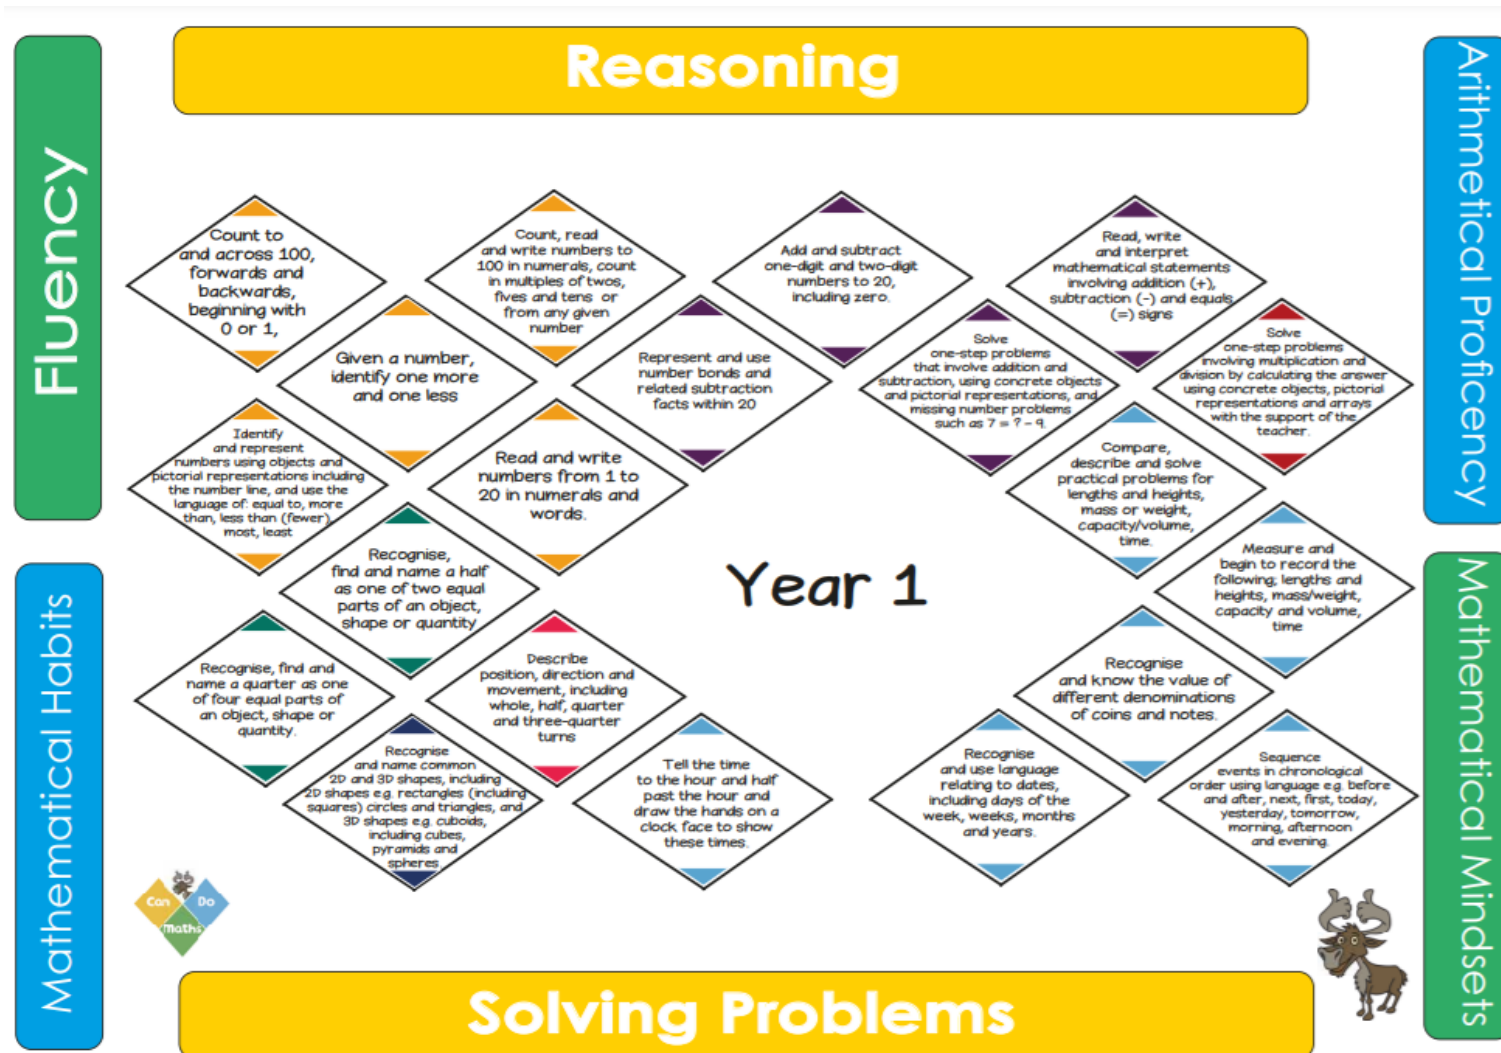 Reasoning
Fluency
Arithmetical Proficency
Count to
and across 100,
forwards and
backwards,
beginning with
0 or 1,
Count, read
and write numbers to
100 in numerals, count
in multiples of twos,
fives and tens or
from any given
number
Add and subtract
one-digit and two-digit
numbers to 20,
including zero.
Read, write
and interpret
mathematical statements
involving addition (+),
subtraction (-) and equals
(=) signs
Given a number,
identify one more
and one less
Represent and use
number bonds and
related subtraction
facts within 20
Solve
one-step problems
that involve addition and
subtraction, using concrete objects
and pictorial representations, and
missing number problems
such as 7 = ? – 9.
Solve
one-step problems
involving multiplication and
division by calculating the answer
using concrete objects, pictorial
representations and arrays
with the support of the
teacher.
Identify
and represent
numbers using objects and
pictorial representations including
the number line, and use the
language of: equal to, more
than, less than (fewer),
most, least
Read and write
numbers from 1 to
20 in numerals and
words.
Compare,
describe and solve
practical problems for
lengths and heights,
mass or weight,
capacity/volume,
time.
Recognise,
find and name a half
as one of two equal
parts of an object,
shape or quantity
Year 1
Measure and
begin to record the
following; lengths and
heights, mass/weight,
capacity and volume,
time
Mathematical Habits
Mathematical Mindsets
Recognise, find and
name a quarter as one
of four equal parts of
an object, shape or
quantity.
Describe
position, direction and
movement, including
whole, half, quarter
and three-quarter
turns
Recognise
and know the value of
different denominations
of coins and notes.
Recognise
and name common
2D and 3D shapes, including
2D shapes e.g. rectangles (including
squares) circles and triangles, and
3D shapes e.g. cuboids,
including cubes,
pyramids and
spheres.
Tell the time
to the hour and half
past the hour and
draw the hands on a
clock face to show
these times.
Recognise
and use language
relating to dates,
including days of the
week, weeks, months
and years.
Sequence
events in chronological
order using language e.g. before
and after, next, first, today,
yesterday, tomorrow,
morning, afternoon
and evening.
Can Do
Maths
Solving Problems